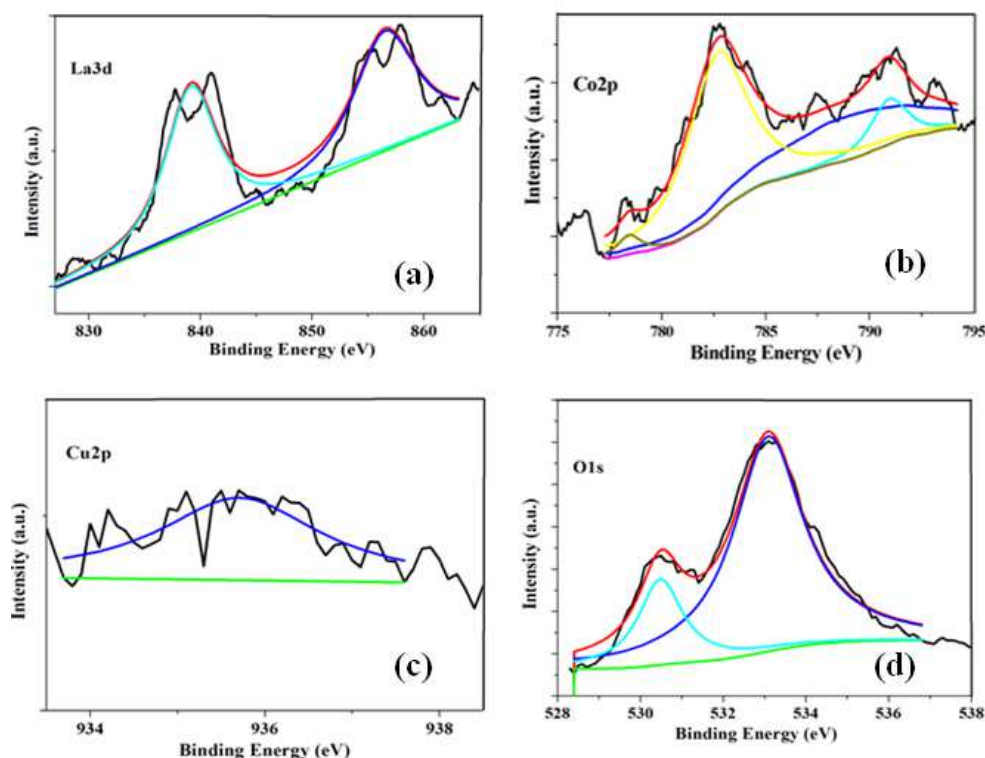 La3d
Intensity (a.u.)
(a)
830 840 850 860
Binding Energy (eV)
Co2p
Intensity (a.u.)
(b)
775 780 785 790 795
Binding Energy (eV)
Cu2p
Intensity (a.u.)
(c)
934 936 938
Binding Energy (eV)
O1s
Intensity (a.u.)
(d)
528 530 532 534 536 538
Binding Energy (eV)